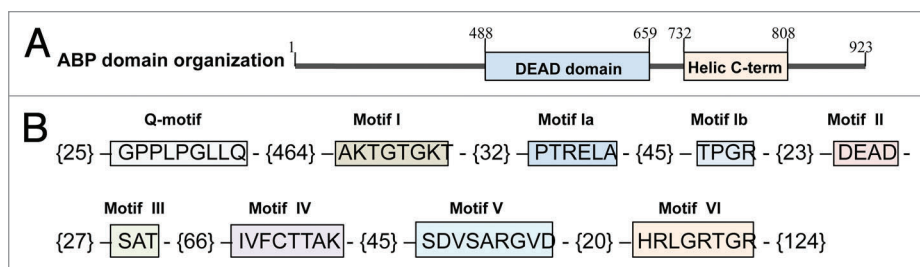 A
ABP domain organization
1 488 659 732 808 923
DEAD domain Helic C-term
B
Q-motif Motif I Motif Ia Motif Ib Motif II
{25} – GPPLPGLLQ - {464} – AKTGTGKT - {32} – PTRELA - {45} – TPGR - {23} – DEAD -
Motif III Motif IV Motif V Motif VI
{27} – SAT - {66} – IVFCTTAK - {45} – SDVSARGVD - {20} – HRLGRTGR - {124}